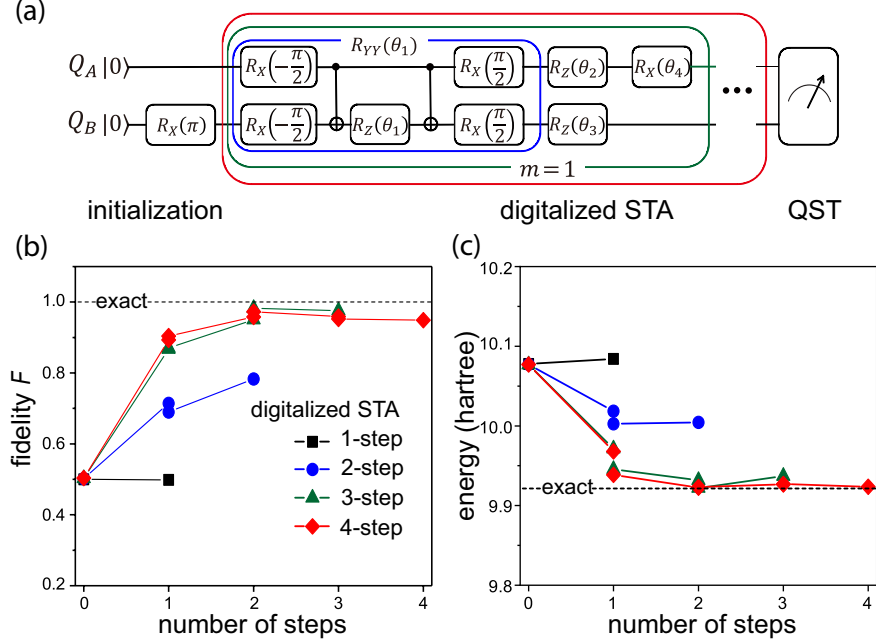 (a)
R_YY(θ_1)
Q_A |0⟩ R_X(-π/2) R_X(π/2) R_Z(θ_2) R_X(θ_4)
•••
Q_B |0⟩ R_X(π) R_X(-π/2) R_Z(θ_1) R_X(π/2) R_Z(θ_3)
m = 1
initialization digitalized STA QST
(b)
fidelity F
1.0
0.8
0.6
0.4
0.2
exact
digitalized STA
1-step
2-step
3-step
4-step
0 1 2 3 4
number of steps
(c)
energy (hartree)
10.2
10.1
10.0
9.9
9.8
exact
0 1 2 3 4
number of steps